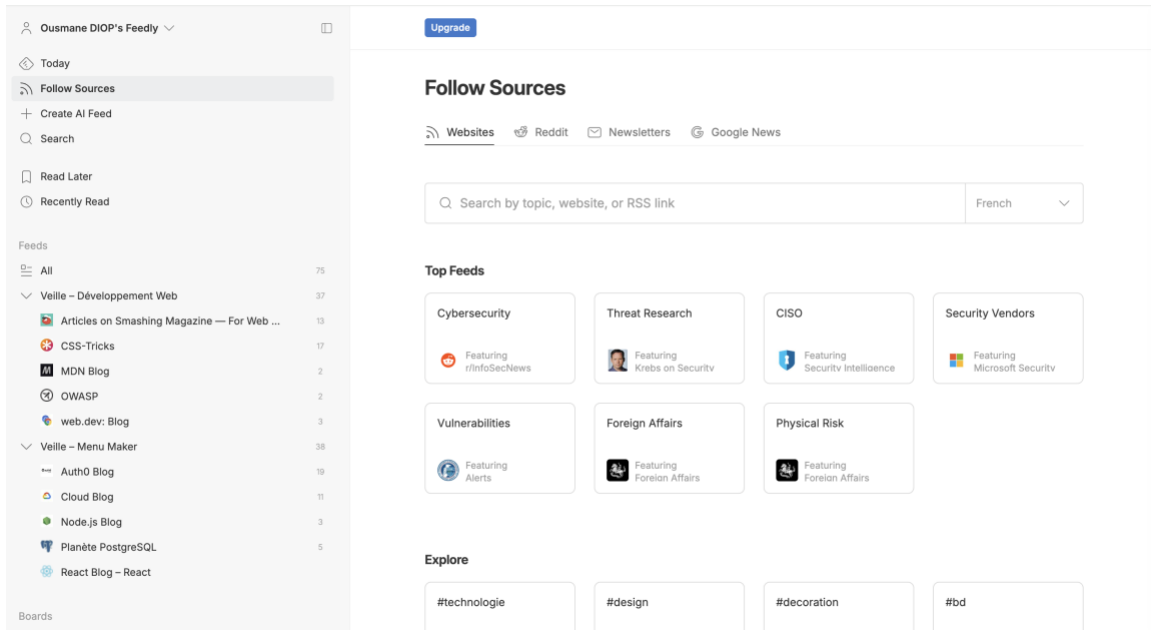 Ousmane DIOP's Feedly
Today
Follow Sources
Create AI Feed
Search
Read Later
Recently Read
Feeds
All 75
Veille – Développement Web 37
Articles on Smashing Magazine — For Web ... 13
CSS-Tricks 17
MDN Blog 2
OWASP 2
web.dev: Blog 3
Veille – Menu Maker 38
Auth0 Blog 19
Cloud Blog 11
Node.js Blog 3
Planète PostgreSQL 5
React Blog – React
Boards
Upgrade
Follow Sources
Websites Reddit Newsletters Google News
Search by topic, website, or RSS link French
Top Feeds
Cybersecurity
Featuring
r/InfoSecNews
Threat Research
Featuring
Krebs on Security
CISO
Featuring
Security Intelligence
Security Vendors
Featuring
Microsoft Security
Vulnerabilities
Featuring
Alerts
Foreign Affairs
Featuring
Foreign Affairs
Physical Risk
Featuring
Foreign Affairs
Explore
#technologie
#design
#decoration
#bd